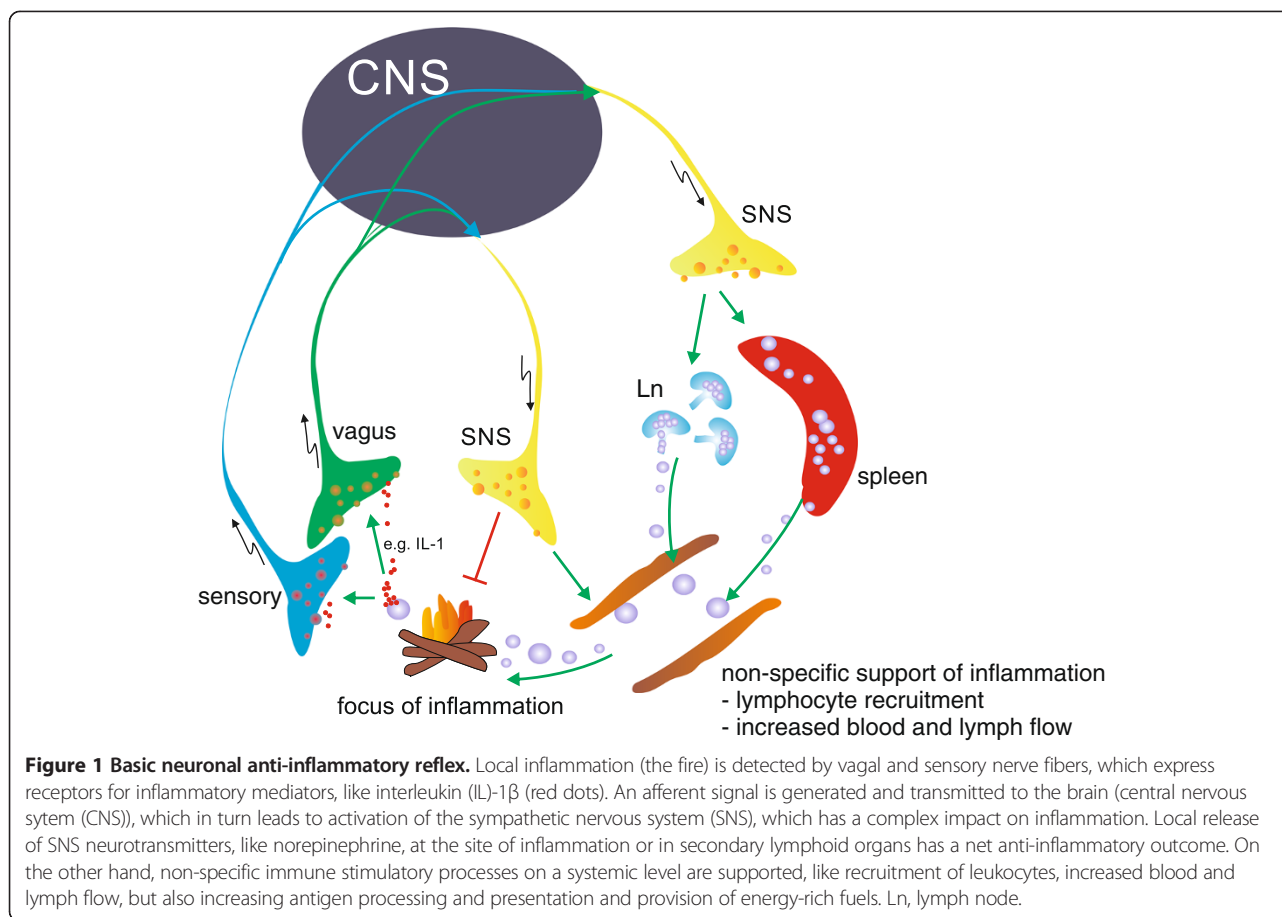 CNS
SNS
Ln
vagus
SNS
spleen
e.g. IL-1
sensory
focus of inflammation
non-specific support of inflammation
- lymphocyte recruitment
- increased blood and lymph flow
Figure 1 Basic neuronal anti-inflammatory reflex. Local inflammation (the fire) is detected by vagal and sensory nerve fibers, which express
receptors for inflammatory mediators, like interleukin (IL)-1β (red dots). An afferent signal is generated and transmitted to the brain (central nervous
sytem (CNS)), which in turn leads to activation of the sympathetic nervous system (SNS), which has a complex impact on inflammation. Local release
of SNS neurotransmitters, like norepinephrine, at the site of inflammation or in secondary lymphoid organs has a net anti-inflammatory outcome. On
the other hand, non-specific immune stimulatory processes on a systemic level are supported, like recruitment of leukocytes, increased blood and
lymph flow, but also increasing antigen processing and presentation and provision of energy-rich fuels. Ln, lymph node.